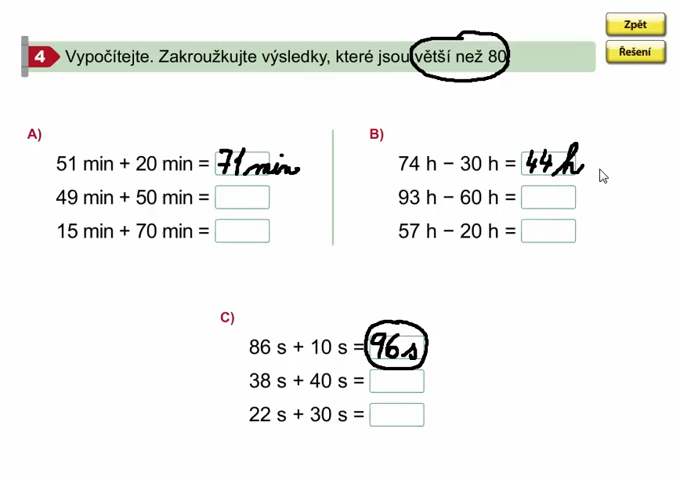 Zpět
Řešení
4 Vypočítejte. Zakroužkujte výsledky, které jsou větší než 80.
A)
51 min + 20 min = 71 min
49 min + 50 min =
15 min + 70 min =
B)
74 h − 30 h = 44 h
93 h − 60 h =
57 h − 20 h =
C)
86 s + 10 s = 96 s
38 s + 40 s =
22 s + 30 s =